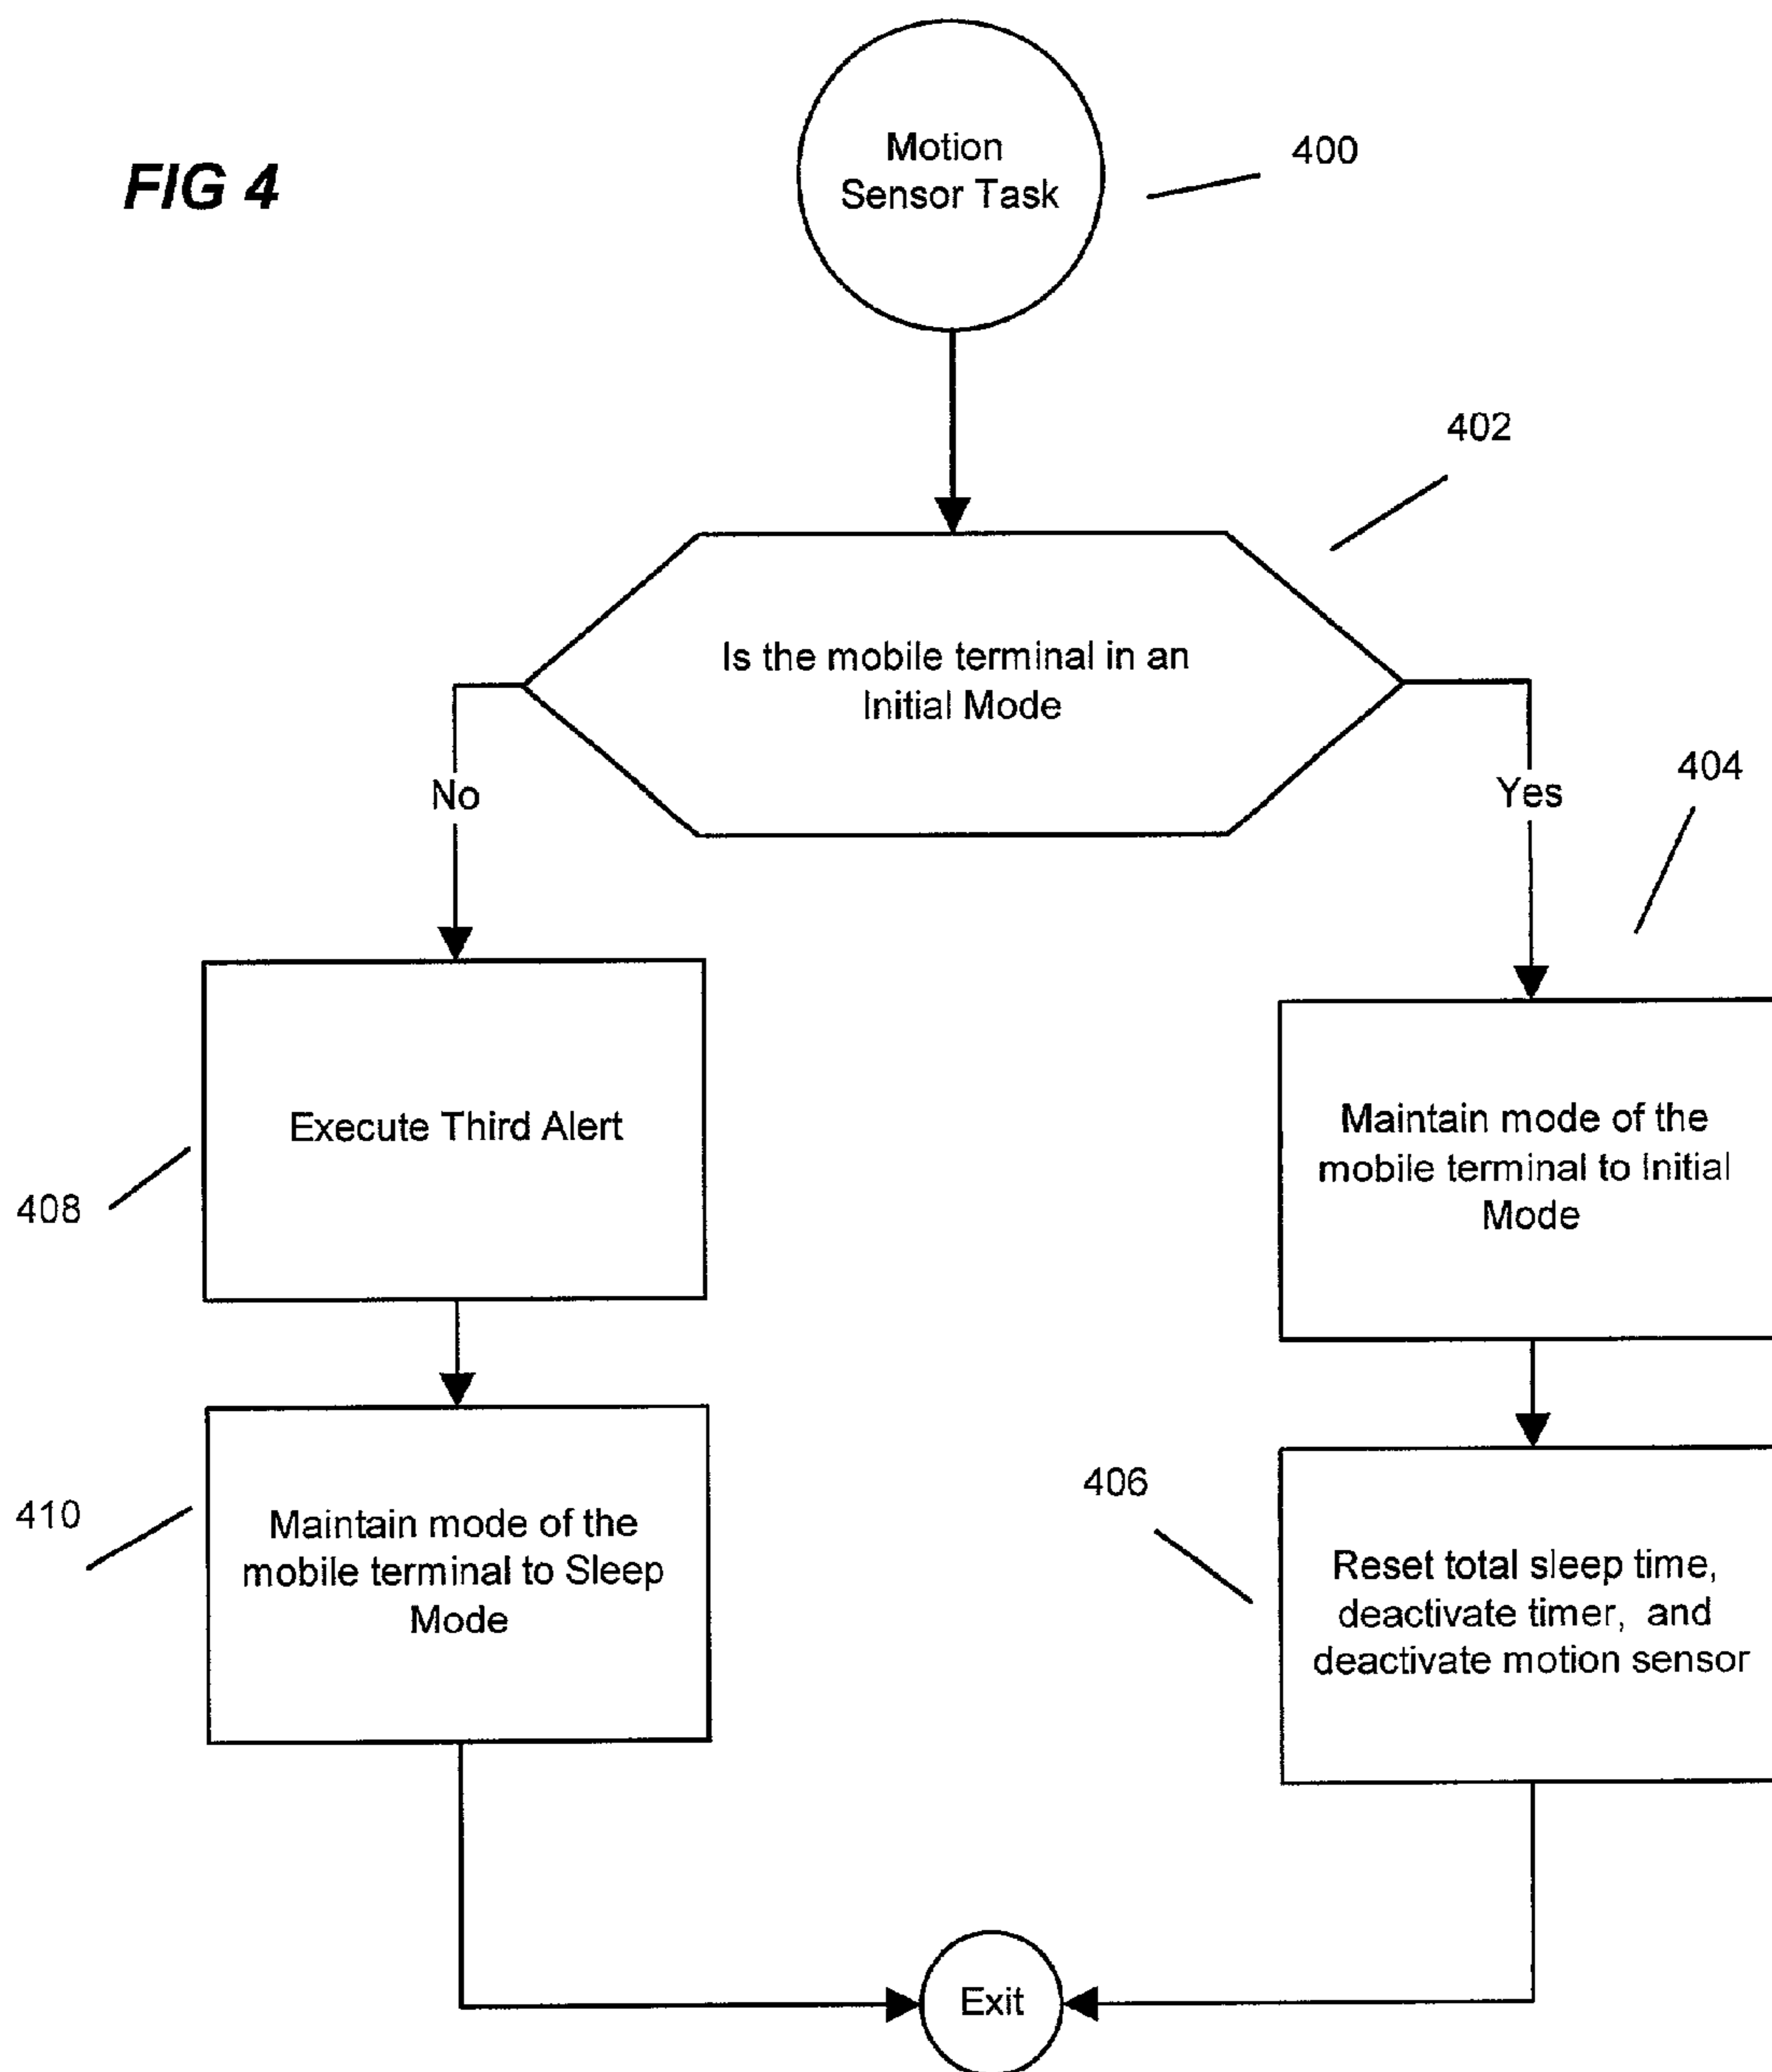 FIG 4
Motion
Sensor Task
400
402
Is the mobile terminal in an
Initial Mode
No
Yes
404
Execute Third Alert
408
Maintain mode of the
mobile terminal to Initial
Mode
410
Maintain mode of the
mobile terminal to Sleep
Mode
406
Reset total sleep time,
deactivate timer, and
deactivate motion sensor
Exit